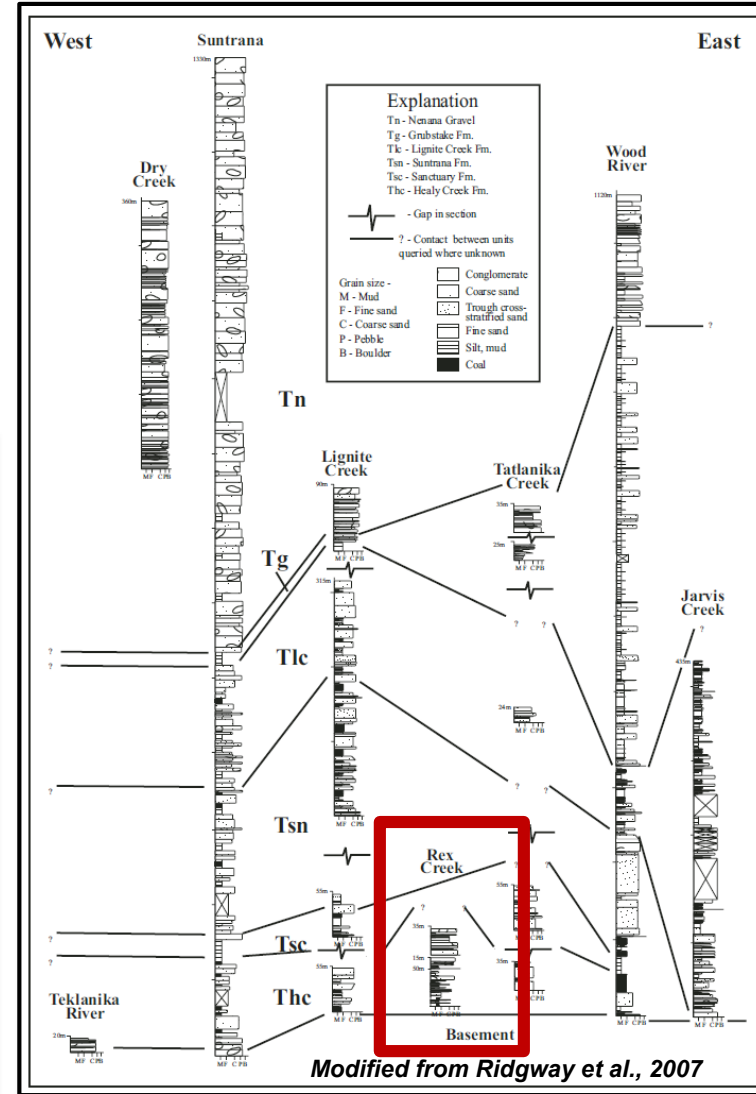 West
Suntrana
East
1330m
Explanation
Tn - Nenana Gravel
Tg - Grubstake Fm.
Tlc - Lignite Creek Fm.
Tsn - Suntrana Fm.
Tsc - Sanctuary Fm.
Thc - Healy Creek Fm.
- Gap in section
? - Contact between units
queried where unknown
Grain size -
M - Mud
F - Fine sand
C - Coarse sand
P - Pebble
B - Boulder
Conglomerate
Coarse sand
Trough cross-
stratified sand
Fine sand
Silt, mud
Coal
Dry
Creek
360m
Wood
River
1120m
?
Tn
M F C P B
Lignite
Creek
90m
Tatlanika
Creek
35m
25m
M F C P B
M F C P B
Tg
315m
Jarvis
Creek
? ?
?
?
?
Tlc
435m
24m
M F C P B
?
? ?
M F C P B
Tsn
Rex
Creek
? ?
55m
55m
? ?
35m
?
Tsc
M F C P B
15m
50m
M F C P B
?
55m
35m
Thc
M F C P B
M F C P B
M F C P B
Teklanika
River
20m
M F C P B
M F C P B
Basement
M F C P B
M F C P B
Modified from Ridgway et al., 2007